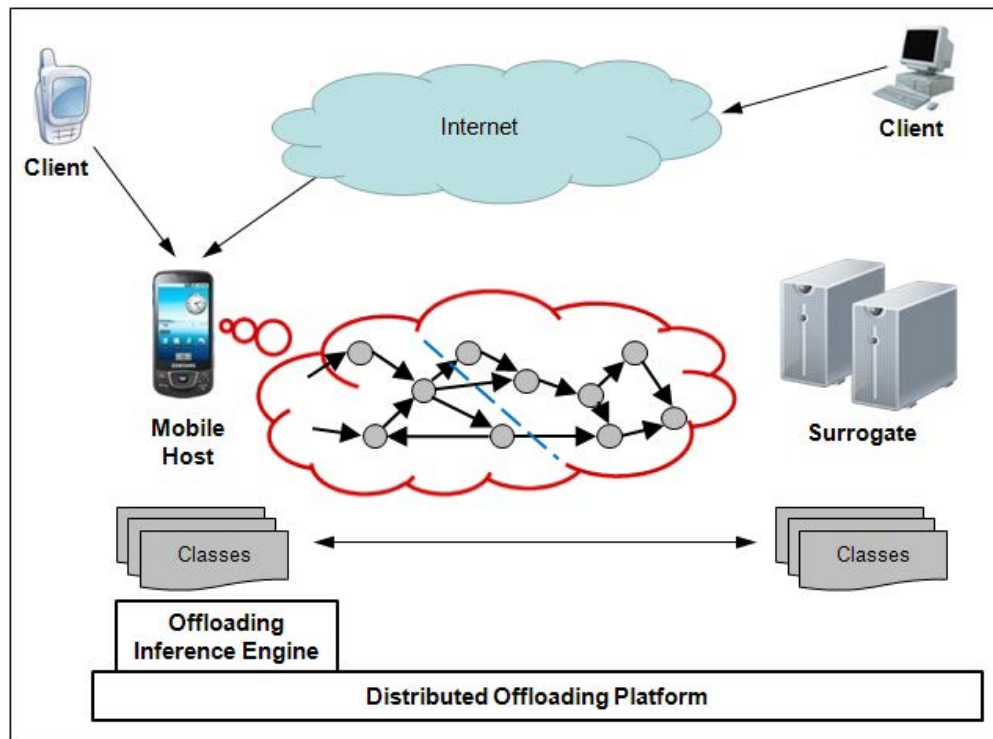 Internet
Client
Client
Mobile
Host
Surrogate
Classes
Classes
Offloading
Inference Engine
Distributed Offloading Platform